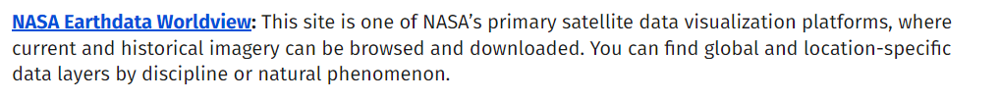 NASA Earthdata Worldview: This site is one of NASA’s primary satellite data visualization platforms, where
current and historical imagery can be browsed and downloaded. You can find global and location-specific
data layers by discipline or natural phenomenon.